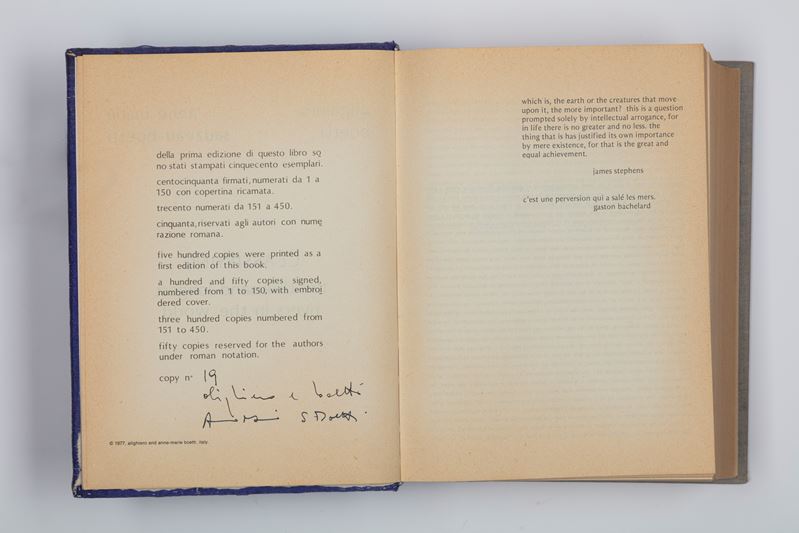 della prima edizione di questo libro so
no stati stampati cinquecento esemplari.
centocinquanta firmati, numerati da 1 a
150 con copertina ricamata.
trecento numerati da 151 a 450.
cinquanta, riservati agli autori con nume
razione romana.
five hundred copies were printed as a
first edition of this book.
a hundred and fifty copies signed,
numbered from 1 to 150, with embroi
dered cover.
three hundred copies numbered from
151 to 450.
fifty copies reserved for the authors
under roman notation.
copy n° 19
alighiero e boetti
© 1977, alighiero and anne-marie boetti, italy.
which is, the earth or the creatures that move
upon it, the more important? this is a question
prompted solely by intellectual arrogance, for
in life there is no greater and no less. the
thing that is has justified its own importance
by mere existence, for that is the great and
equal achievement.
james stephens
c'est une perversion qui a salé les mers.
gaston bachelard